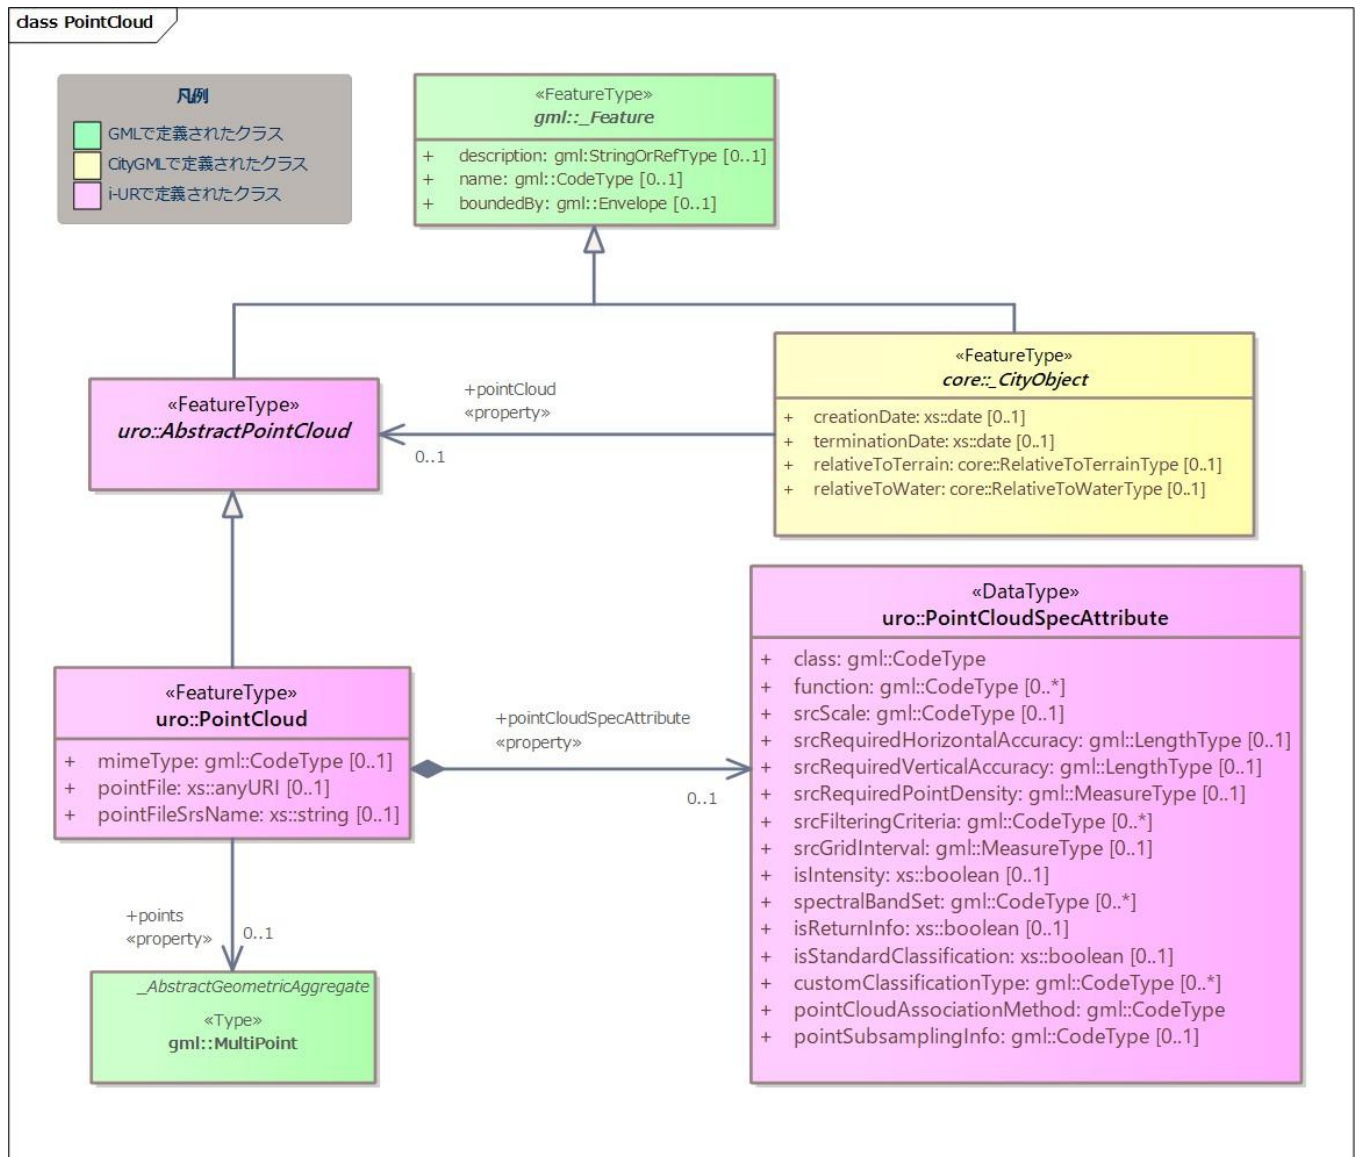 class PointCloud
凡例
GMLで定義されたクラス
CityGMLで定義されたクラス
i-URで定義されたクラス
«FeatureType»
gml::_Feature
+ description: gml:StringOrRefType [0..1]
+ name: gml::CodeType [0..1]
+ boundedBy: gml::Envelope [0..1]
«FeatureType»
uro::AbstractPointCloud
+pointCloud
«property»
0..1
«FeatureType»
core::_CityObject
+ creationDate: xs::date [0..1]
+ terminationDate: xs::date [0..1]
+ relativeToTerrain: core::RelativeToTerrainType [0..1]
+ relativeToWater: core::RelativeToWaterType [0..1]
«FeatureType»
uro::PointCloud
+ mimeType: gml::CodeType [0..1]
+ pointFile: xs::anyURI [0..1]
+ pointFileSrsName: xs::string [0..1]
+pointCloudSpecAttribute
«property»
0..1
«DataType»
uro::PointCloudSpecAttribute
+ class: gml::CodeType
+ function: gml::CodeType [0..*]
+ srcScale: gml::CodeType [0..1]
+ srcRequiredHorizontalAccuracy: gml::LengthType [0..1]
+ srcRequiredVerticalAccuracy: gml::LengthType [0..1]
+ srcRequiredPointDensity: gml::MeasureType [0..1]
+ srcFilteringCriteria: gml::CodeType [0..*]
+ srcGridInterval: gml::MeasureType [0..1]
+ isIntensity: xs::boolean [0..1]
+ spectralBandSet: gml::CodeType [0..*]
+ isReturnInfo: xs::boolean [0..1]
+ isStandardClassification: xs::boolean [0..1]
+ customClassificationType: gml::CodeType [0..*]
+ pointCloudAssociationMethod: gml::CodeType
+ pointSubsamplingInfo: gml::CodeType [0..1]
+points
«property»
0..1
_AbstractGeometricAggregate
«Type»
gml::MultiPoint